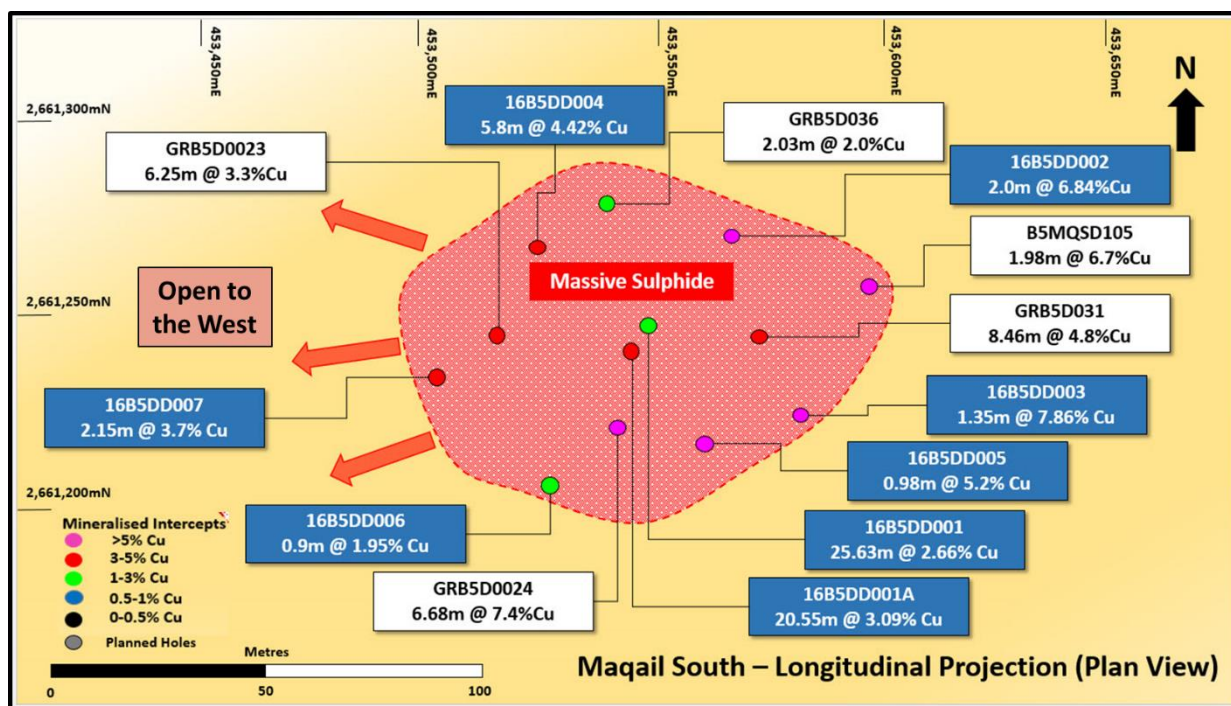 453,450mE
453,500mE
453,550mE
453,600mE
453,650mE
N
2,661,300mN
16B5DD004
5.8m @ 4.42% Cu
GRB5D036
2.03m @ 2.0%Cu
GRB5D0023
6.25m @ 3.3%Cu
16B5DD002
2.0m @ 6.84%Cu
B5MQSD105
1.98m @ 6.7%Cu
Massive Sulphide
Open to
the West
2,661,250mN
GRB5D031
8.46m @ 4.8% Cu
16B5DD007
2.15m @ 3.7% Cu
16B5DD003
1.35m @ 7.86% Cu
16B5DD005
0.98m @ 5.2% Cu
2,661,200mN
16B5DD006
0.9m @ 1.95% Cu
16B5DD001
25.63m @ 2.66% Cu
GRB5D0024
6.68m @ 7.4%Cu
16B5DD001A
20.55m @ 3.09% Cu
Mineralised Intercepts
>5% Cu
3-5% Cu
1-3% Cu
0.5-1% Cu
0-0.5% Cu
Planned Holes
Metres
0
50
100
Maqail South – Longitudinal Projection (Plan View)